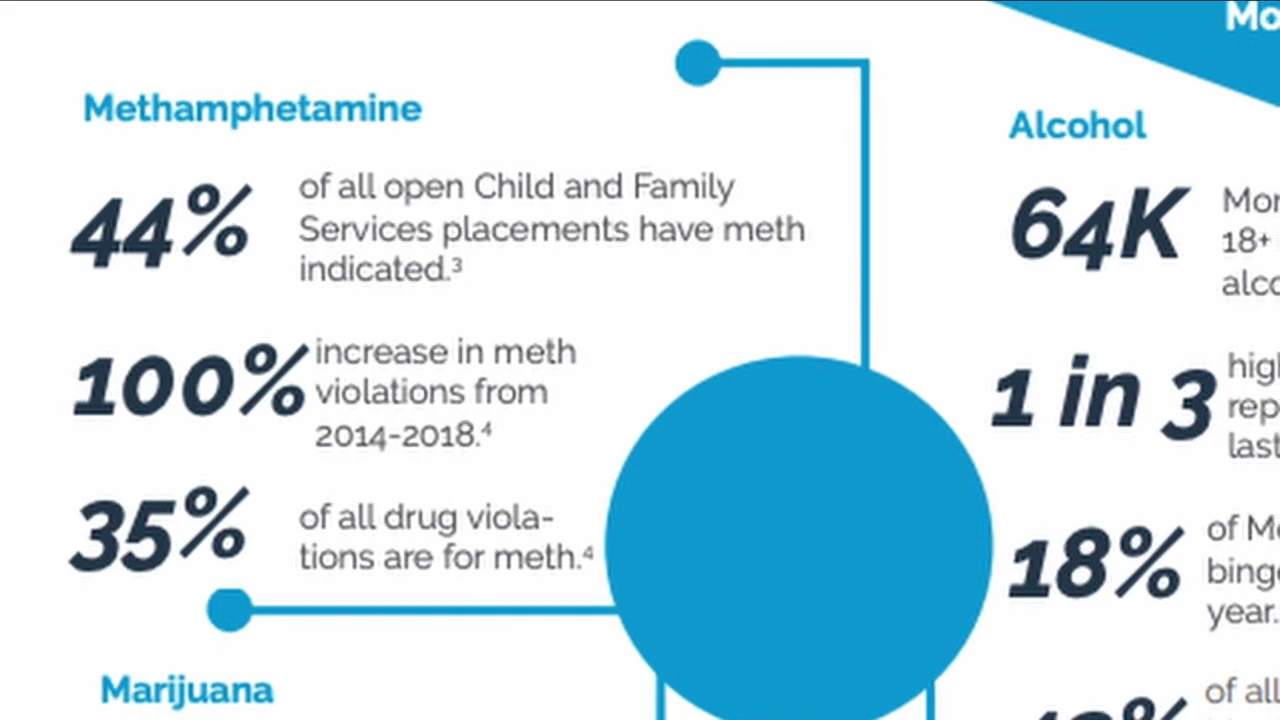 Methamphetamine
44%
of all open Child and Family
Services placements have meth
indicated.³
100%
increase in meth
violations from
2014-2018.⁴
35%
of all drug viola-
tions are for meth.⁴
Marijuana
Alcohol
64K
18+
1 in 3
18%
of
year.
of all